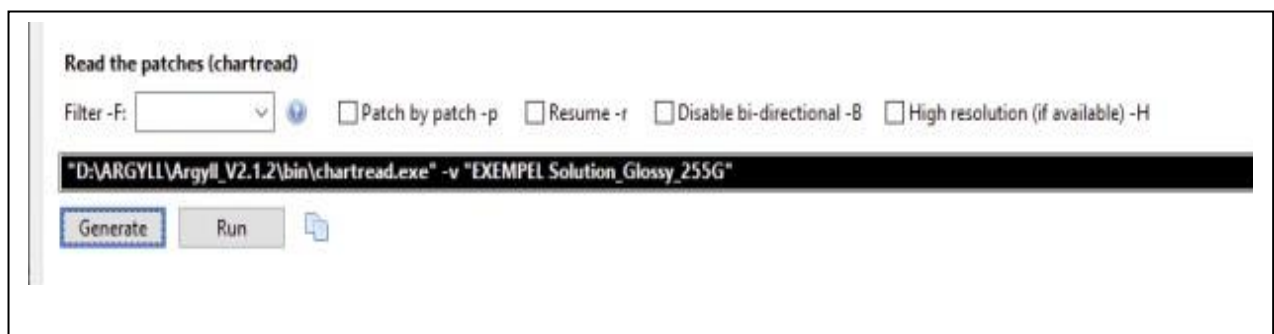 Read the patches (chartread)
Filter -F: Patch by patch -p Resume -r Disable bi-directional -B High resolution (if available) -H
"D:\ARGYLL\Argyll_V2.1.2\bin\chartread.exe" -v "EXEMPEL Solution_Glossy_255G"
Generate Run